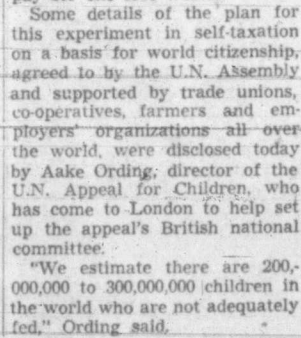 Some details of the plan for
this experiment in self-taxation
on a basis for world citizenship,
agreed to by the U.N. Assembly
and supported by trade unions,
co-operatives, farmers and em-
ployers' organizations all over
the world, were disclosed today
by Aake Ording, director of the
U.N. Appeal for Children, who
has come to London to help set
up the appeal's British national
committee.
"We estimate there are 200,-
000,000 to 300,000,000 children in
the world who are not adequately
fed," Ording said.